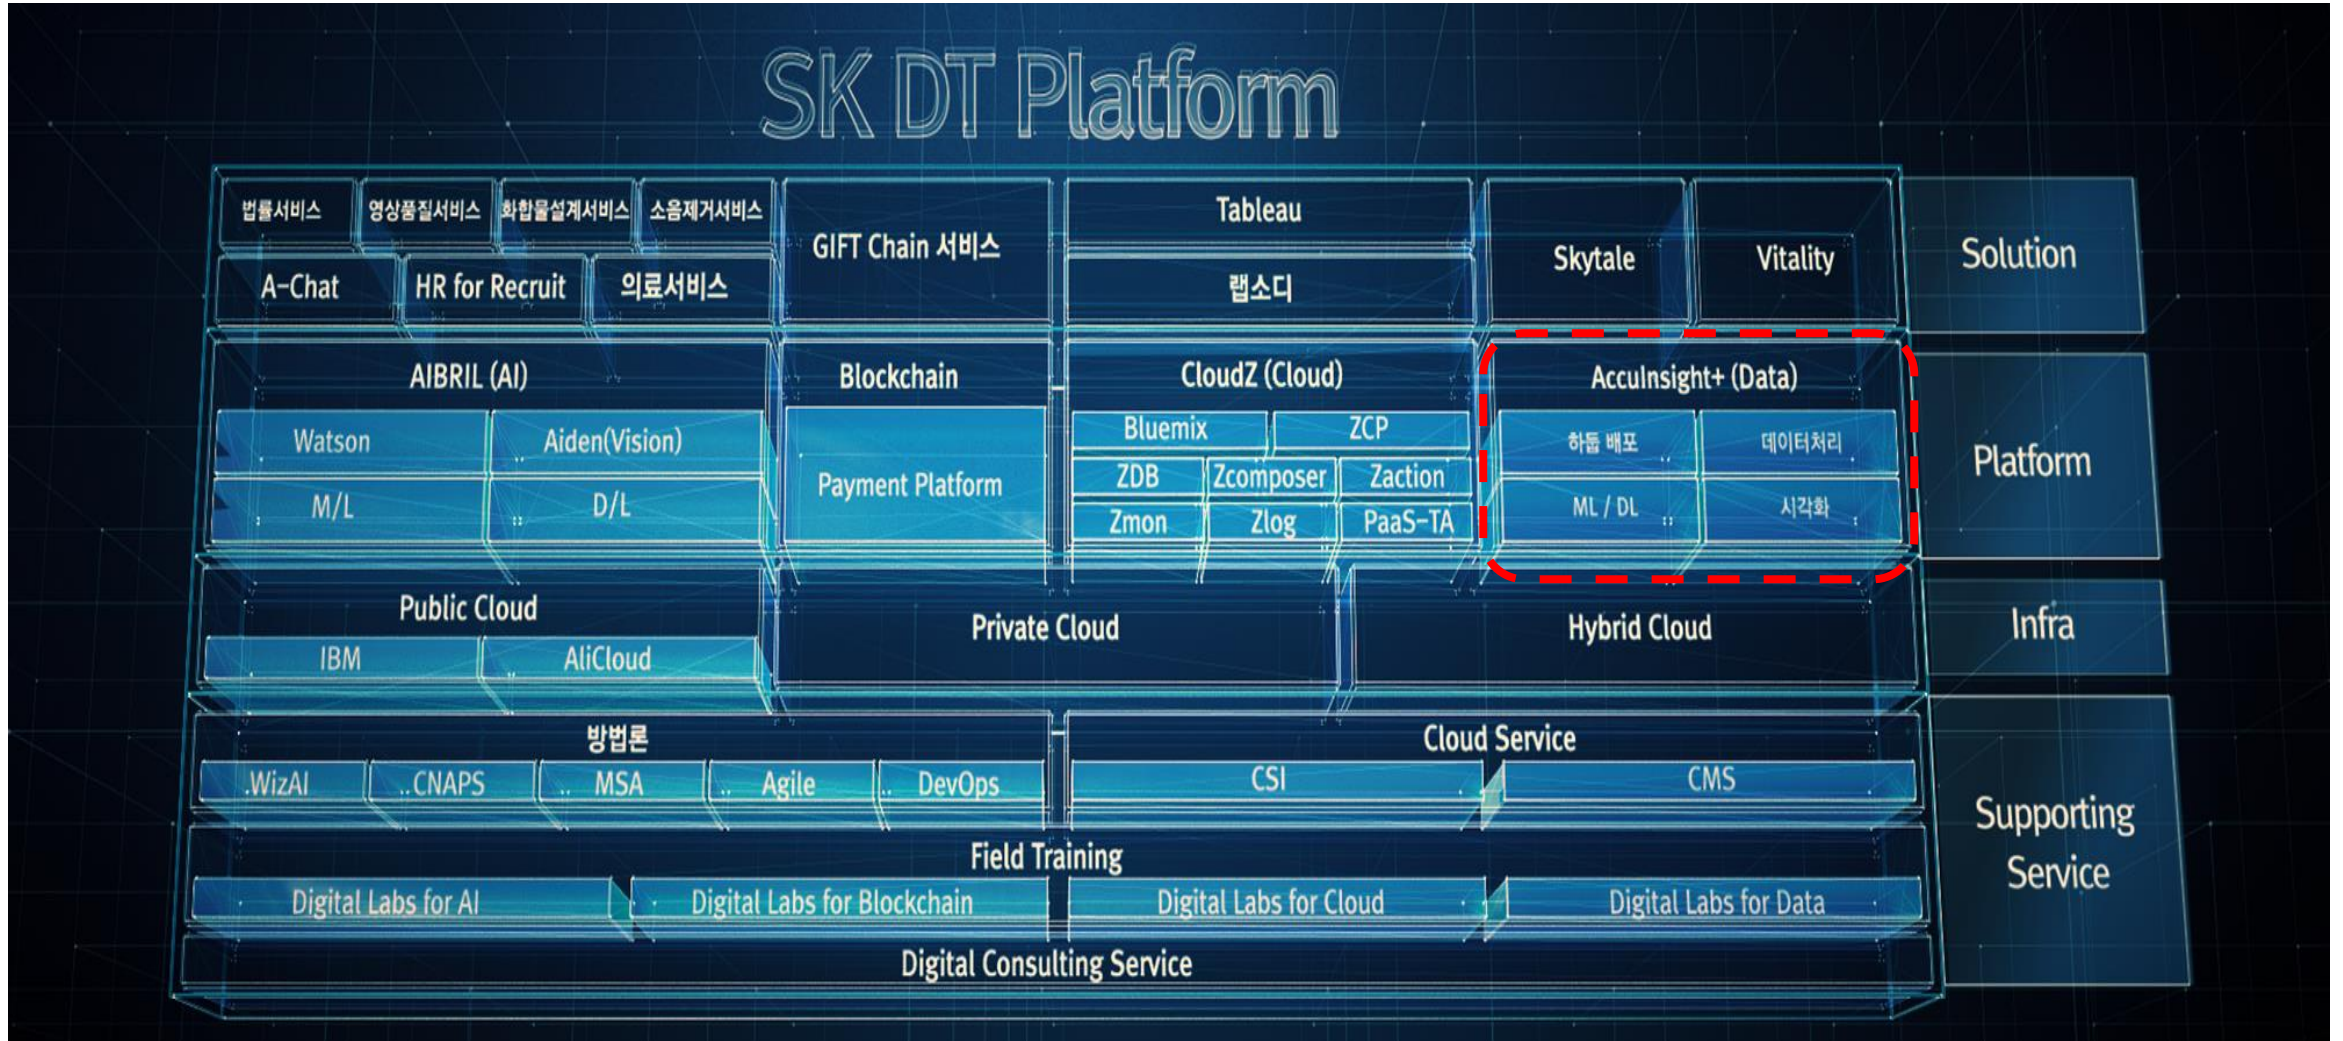 SK DT Platform
법률서비스
영상품질서비스
화합물설계서비스
소음제거서비스
A-Chat
HR for Recruit
의료서비스
GIFT Chain 서비스
Tableau
랩소디
Skytale
Vitality
Solution
AIBRIL (AI)
Watson
Aiden(Vision)
M/L
D/L
Blockchain
Payment Platform
CloudZ (Cloud)
Bluemix
ZCP
ZDB
Zcomposer
Zaction
Zmon
Zlog
PaaS-TA
AccuInsight+ (Data)
하둡 배포
데이터처리
ML / DL
시각화
Platform
Public Cloud
IBM
AliCloud
Private Cloud
Hybrid Cloud
Infra
방법론
WizAI
CNAPS
MSA
Agile
DevOps
Cloud Service
CSI
CMS
Field Training
Digital Labs for AI
Digital Labs for Blockchain
Digital Labs for Cloud
Digital Labs for Data
Digital Consulting Service
Supporting
Service